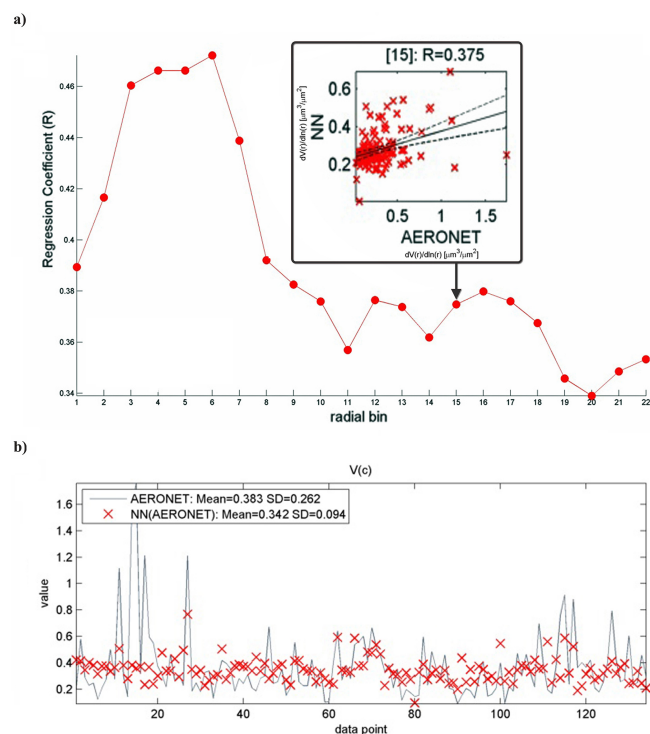 a)
[15]: R=0.375
NN
dV(r)/dln(r) [μm³/μm²]
0.6
0.4
0.2
0.5 1 1.5
AERONET
dV(r)/dln(r) [μm³/μm²]
Regression Coefficient (R)
0.46
0.44
0.42
0.4
0.38
0.36
0.34
1 2 3 4 5 6 7 8 9 10 11 12 13 14 15 16 17 18 19 20 21 22
radial bin
b)
V(c)
AERONET: Mean=0.383 SD=0.262
NN(AERONET): Mean=0.342 SD=0.094
value
1.6
1.4
1.2
1
0.8
0.6
0.4
0.2
20 40 60 80 100 120
data point